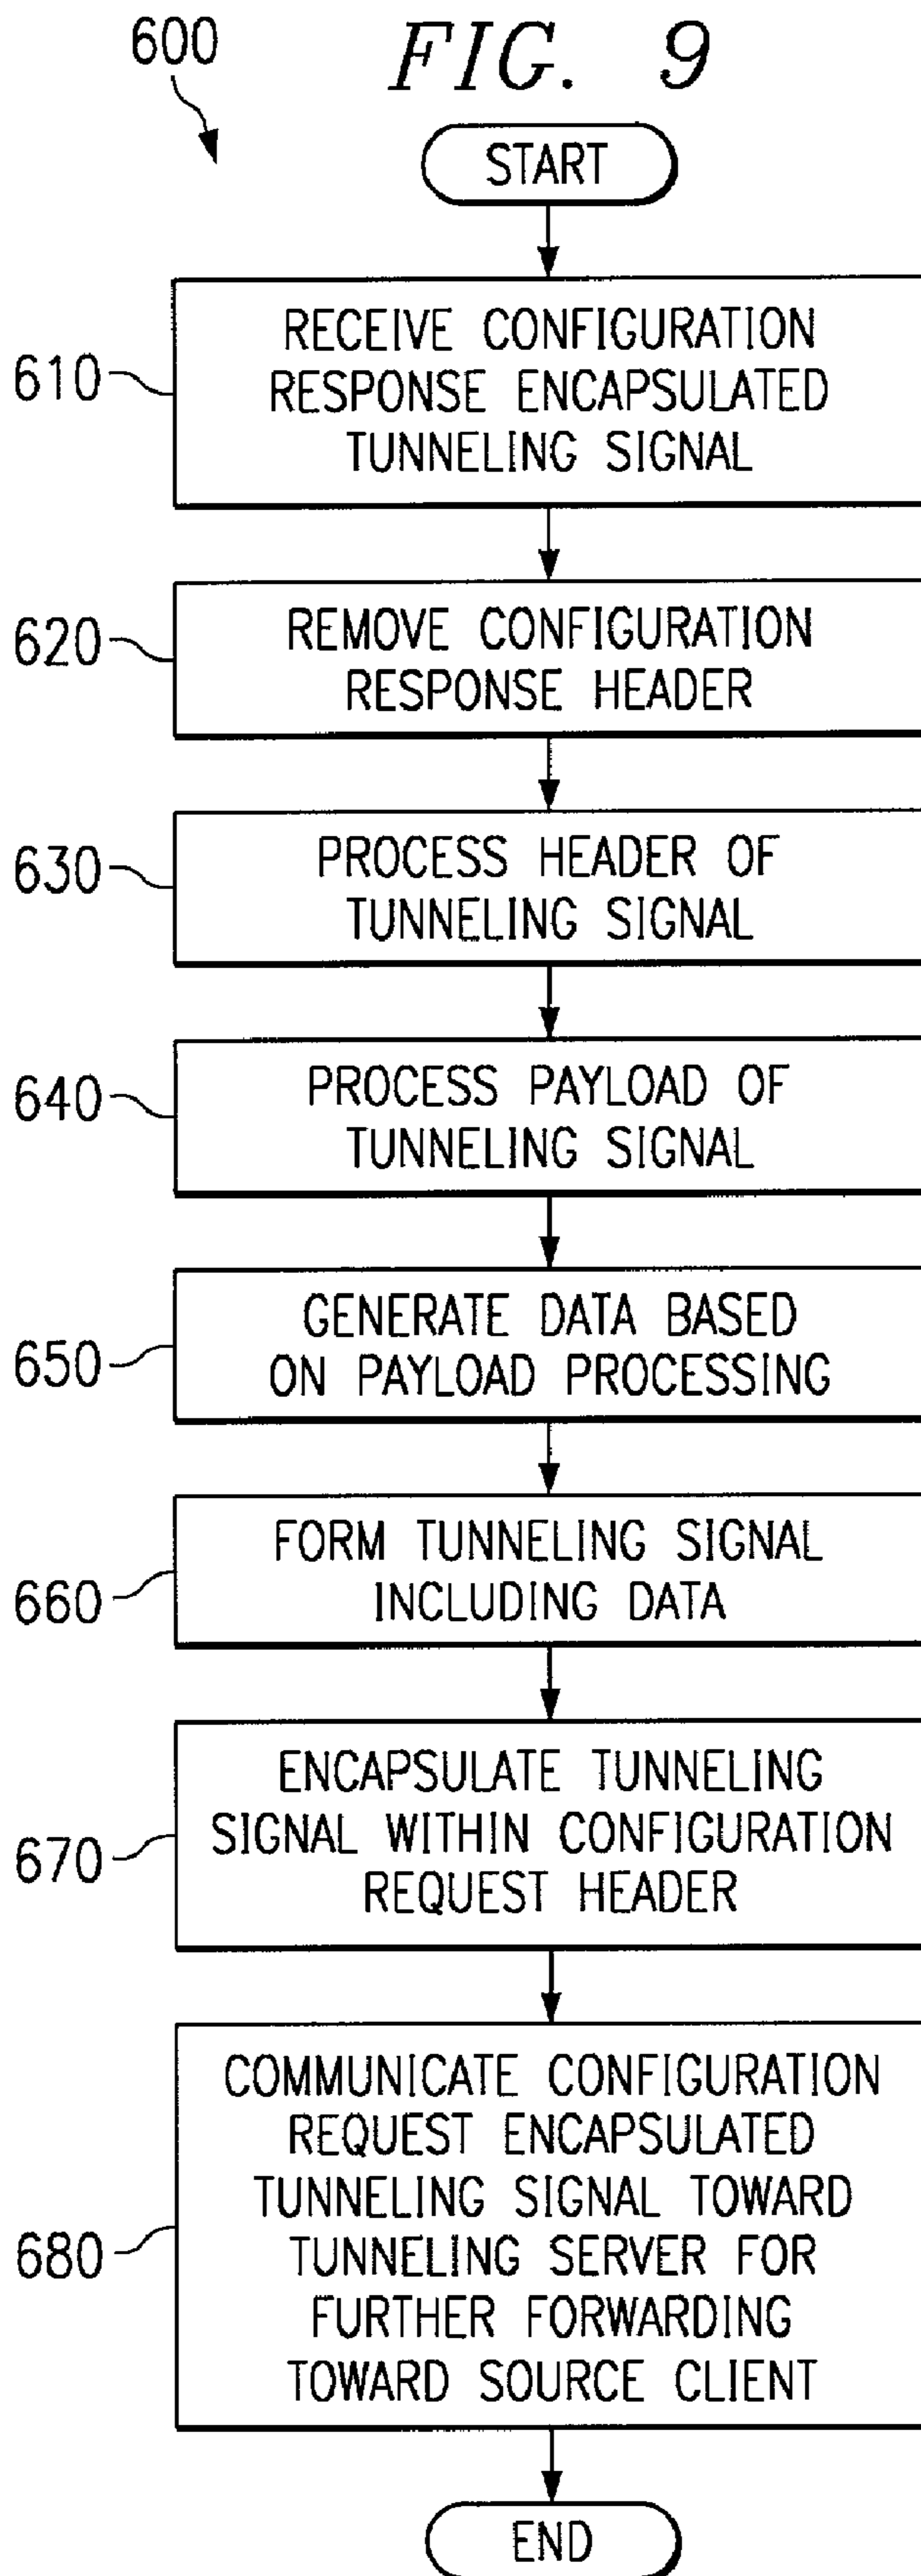 600
FIG. 9
START
RECEIVE CONFIGURATION
RESPONSE ENCAPSULATED
TUNNELING SIGNAL
610
REMOVE CONFIGURATION
RESPONSE HEADER
620
PROCESS HEADER OF
TUNNELING SIGNAL
630
PROCESS PAYLOAD OF
TUNNELING SIGNAL
640
GENERATE DATA BASED
ON PAYLOAD PROCESSING
650
FORM TUNNELING SIGNAL
INCLUDING DATA
660
ENCAPSULATE TUNNELING
SIGNAL WITHIN CONFIGURATION
REQUEST HEADER
670
COMMUNICATE CONFIGURATION
REQUEST ENCAPSULATED
TUNNELING SIGNAL TOWARD
TUNNELING SERVER FOR
FURTHER FORWARDING
TOWARD SOURCE CLIENT
680
END